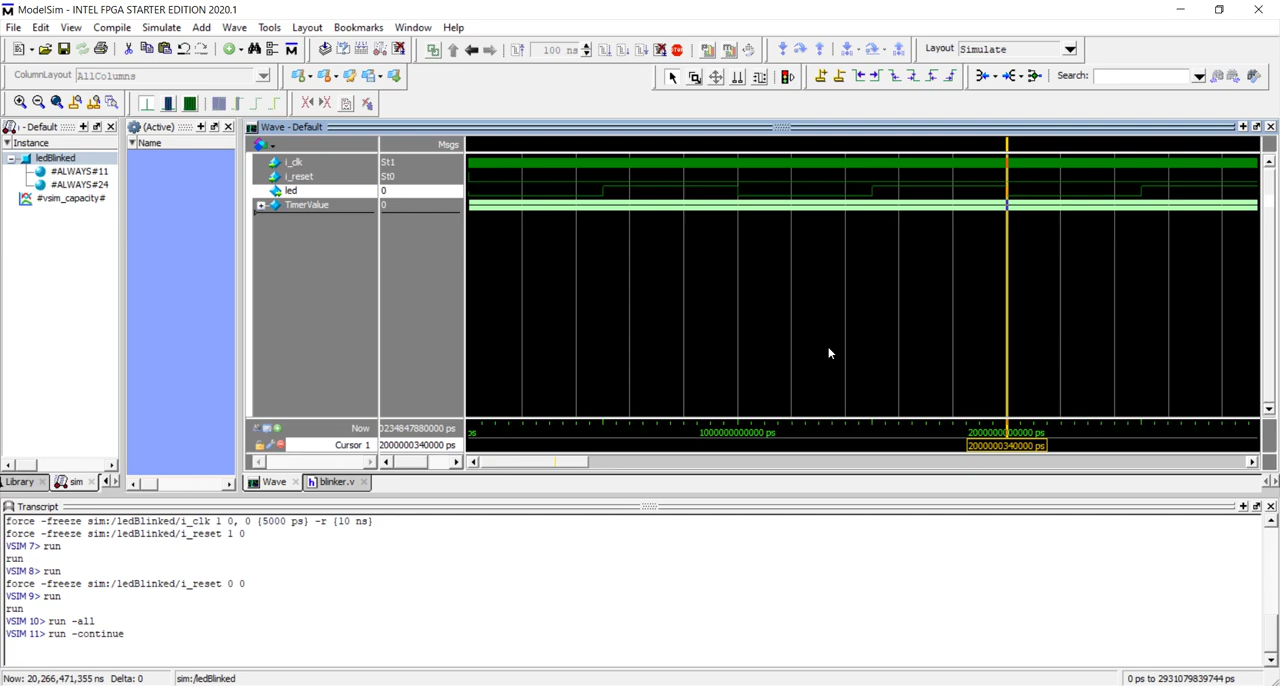 ModelSim - INTEL FPGA STARTER EDITION 2020.1
File Edit View Compile Simulate Add Wave Tools Layout Bookmarks Window Help
100 ns
Layout Simulate
ColumnLayout AllColumns
Search:
- Default
(Active)
Wave - Default
Instance
Name
Msgs
ledBlinked
#ALWAYS#11
#ALWAYS#24
#vsim_capacity#
i_clk St1
i_reset St0
led 0
TimerValue 0
Now 0234847880000 ps
Cursor 1 2000000340000 ps
ps
1000000000000 ps
2000000000000 ps
2000000340000 ps
Library
sim
Wave
blinker.v
Transcript
force -freeze sim:/ledBlinked/i_clk 1 0, 0 {5000 ps} -r {10 ns}
force -freeze sim:/ledBlinked/i_reset 1 0
VSIM 7> run
run
VSIM 8> run
force -freeze sim:/ledBlinked/i_reset 0 0
VSIM 9> run
run
VSIM 10> run -all
VSIM 11> run -continue
Now: 20,266,471,355 ns Delta: 0
sim:/ledBlinked
0 ps to 2931079839744 ps